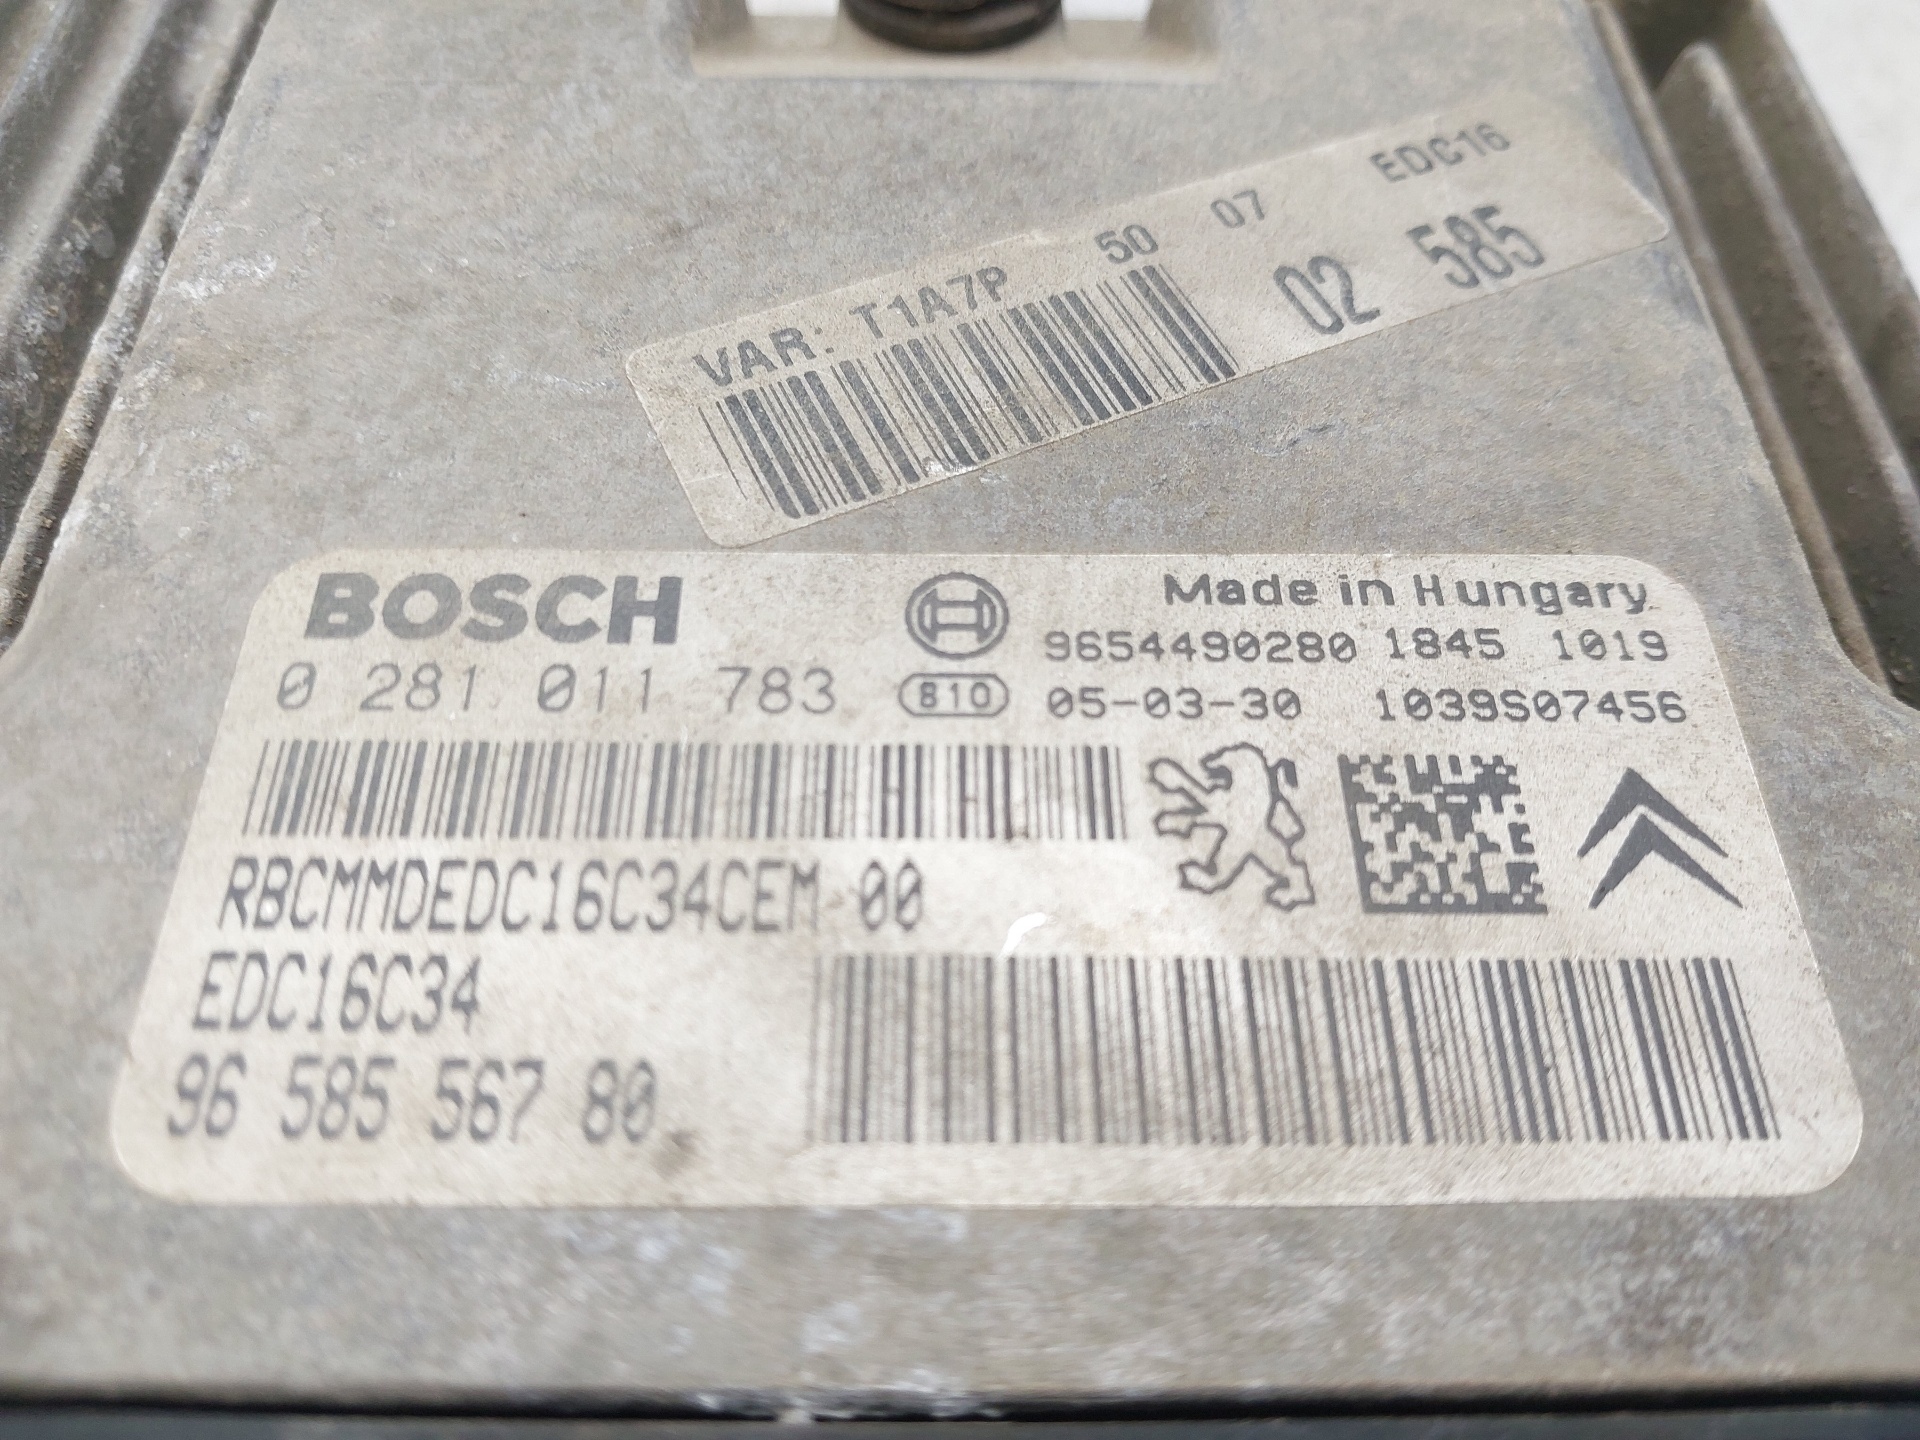 EDC16
VAR: T1A7P 50 07
02 585
BOSCH
Made in Hungary
0 281 011 783
9654490280 1845 1019
B10
05-03-30 1039S07456
RBCMMDEDC16C34CEM 00
EDC16C34
96 585 567 80